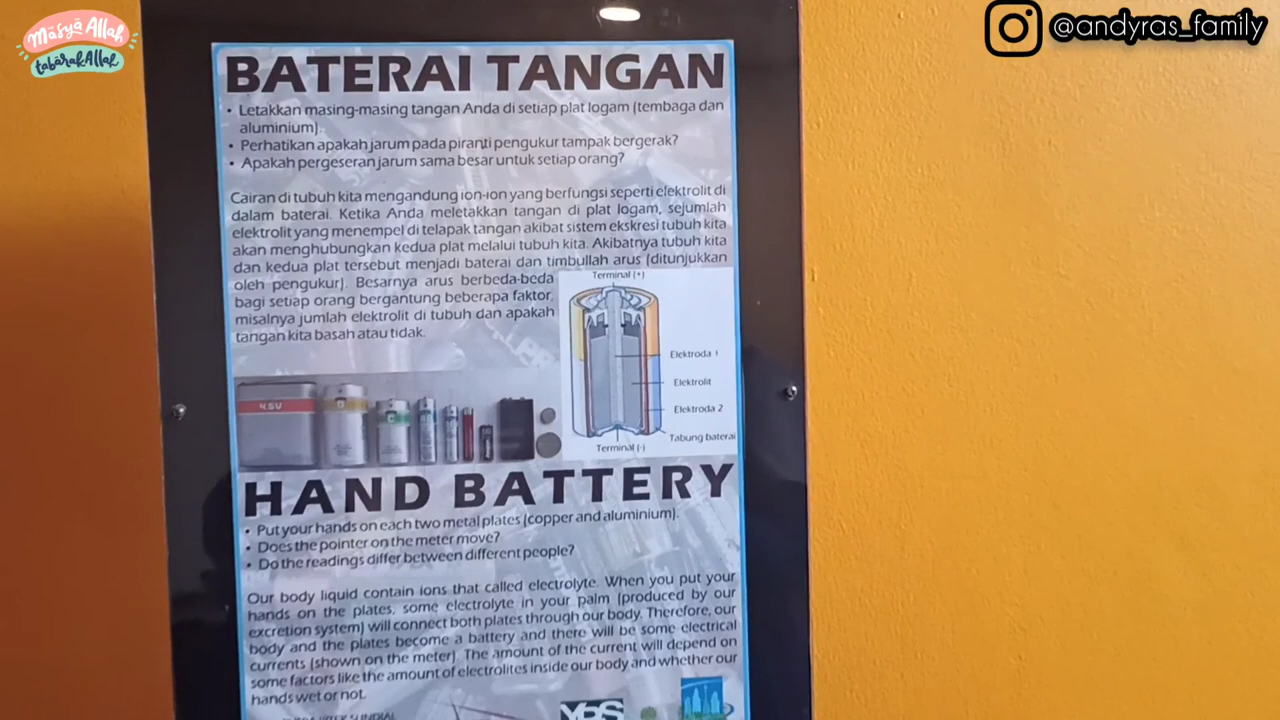 Māsyā Allah
tabārakAllah
@andyras_family
BATERAI TANGAN
• Letakkan masing-masing tangan Anda di setiap plat logam (tembaga dan
aluminium).
• Perhatikan apakah jarum pada piranti pengukur tampak bergerak?
• Apakah pergeseran jarum sama besar untuk setiap orang?
Cairan di tubuh kita mengandung ion-ion yang berfungsi seperti elektrolit di
dalam baterai. Ketika Anda meletakkan tangan di plat logam, sejumlah
elektrolit yang menempel di telapak tangan akibat sistem ekskresi tubuh kita
akan menghubungkan kedua plat melalui tubuh kita. Akibatnya tubuh kita
dan kedua plat tersebut menjadi baterai dan timbullah arus (ditunjukkan
oleh pengukur). Besarnya arus berbeda-beda
bagi setiap orang bergantung beberapa faktor,
misalnya jumlah elektrolit di tubuh dan apakah
tangan kita basah atau tidak.
Terminal (+)
Elektroda 1
Elektrolit
Elektroda 2
Tabung baterai
Terminal (-)
4.5V
HAND BATTERY
• Put your hands on each two metal plates (copper and aluminium).
• Does the pointer on the meter move?
• Do the readings differ between different people?
Our body liquid contain ions that called electrolyte. When you put your
hands on the plates, some electrolyte in your palm (produced by our
excretion system) will connect both plates through our body. Therefore, our
body and the plates become a battery and there will be some electrical
currents (shown on the meter). The amount of the current will depend on
some factors like the amount of electrolites inside our body and whether our
hands wet or not.